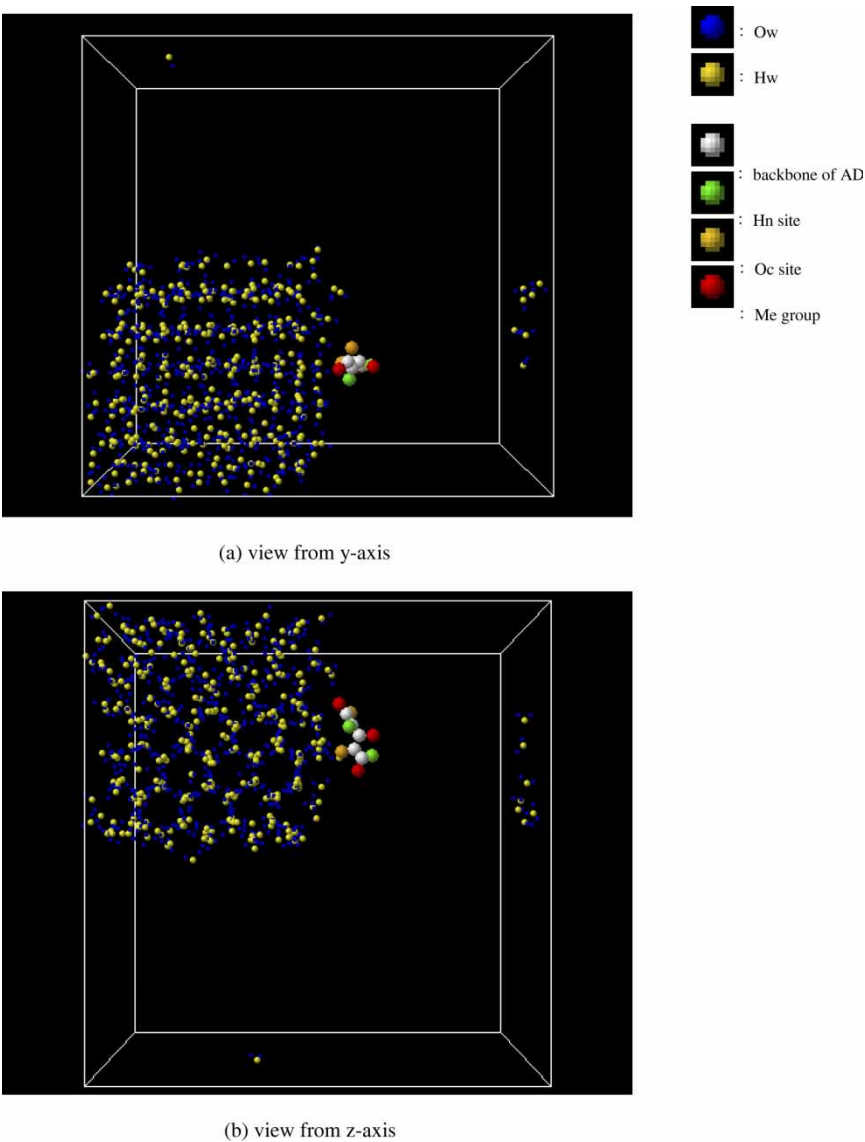 : Ow
: Hw
: backbone of AD
: Hn site
: Oc site
: Me group
(a) view from y-axis
(b) view from z-axis